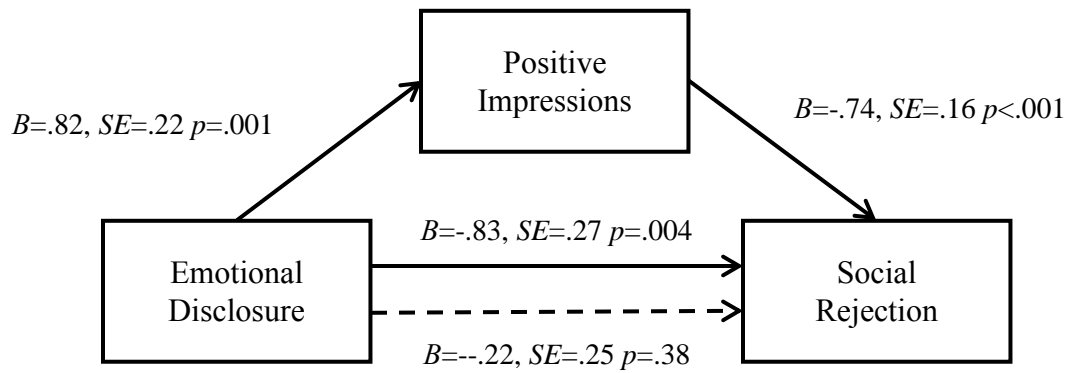 Positive
Impressions
B=.82, SE=.22 p=.001
B=-.74, SE=.16 p<.001
B=-.83, SE=.27 p=.004
Emotional
Disclosure
Social
Rejection
B=--.22, SE=.25 p=.38